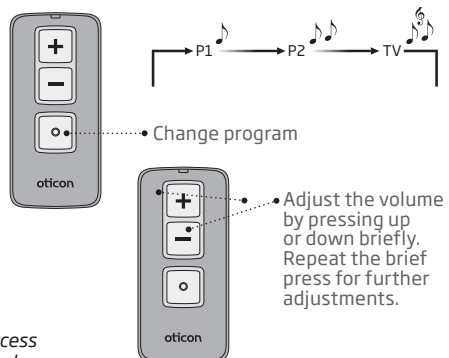 P1 P2 TV
+
−
Change program
oticon
+
−
Adjust the volume
by pressing up
or down briefly.
Repeat the brief
press for further
adjustments.
oticon